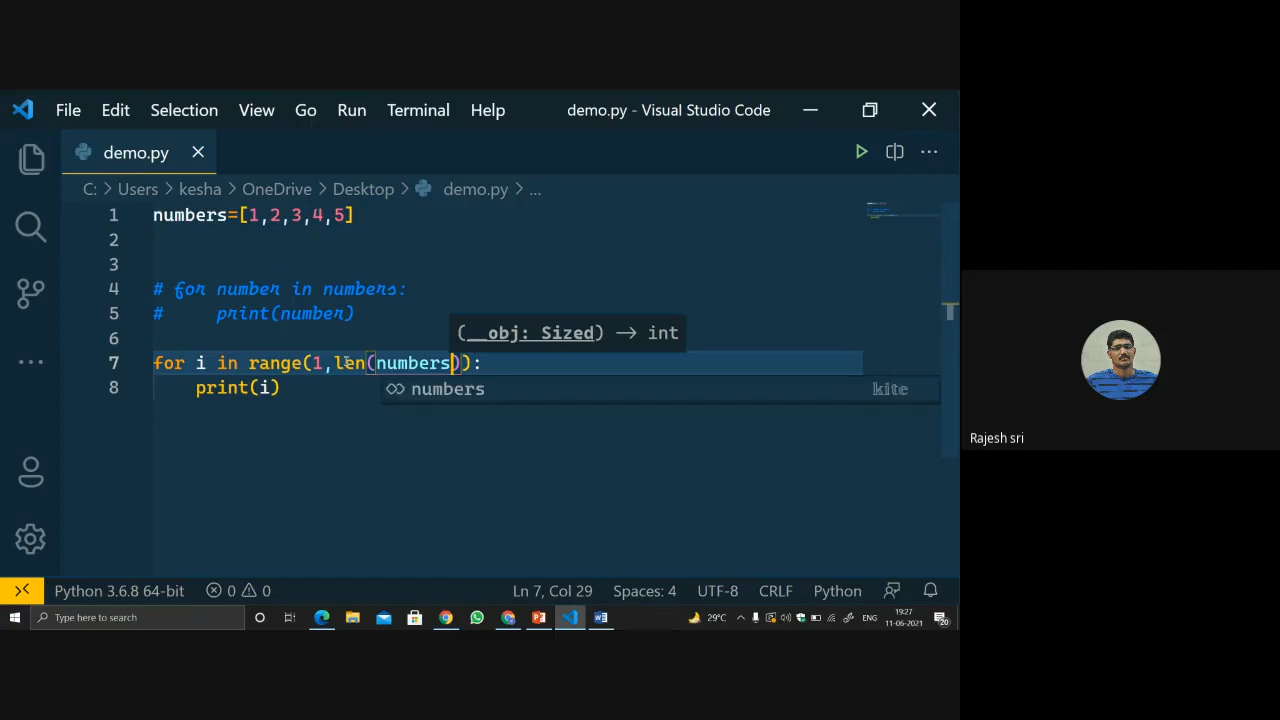 File Edit Selection View Go Run Terminal Help demo.py - Visual Studio Code
demo.py
C: > Users > kesha > OneDrive > Desktop > demo.py > ...
1 numbers=[1,2,3,4,5]
2
3
4 # for number in numbers:
5 #     print(number)
(__obj: Sized) -> int
6
7 for i in range(1,len(numbers)):
numbers kite
8     print(i)
Rajesh sri
Python 3.6.8 64-bit 0 0 Ln 7, Col 29 Spaces: 4 UTF-8 CRLF Python
Type here to search 29°C ENG 19:27
11-06-2021 20